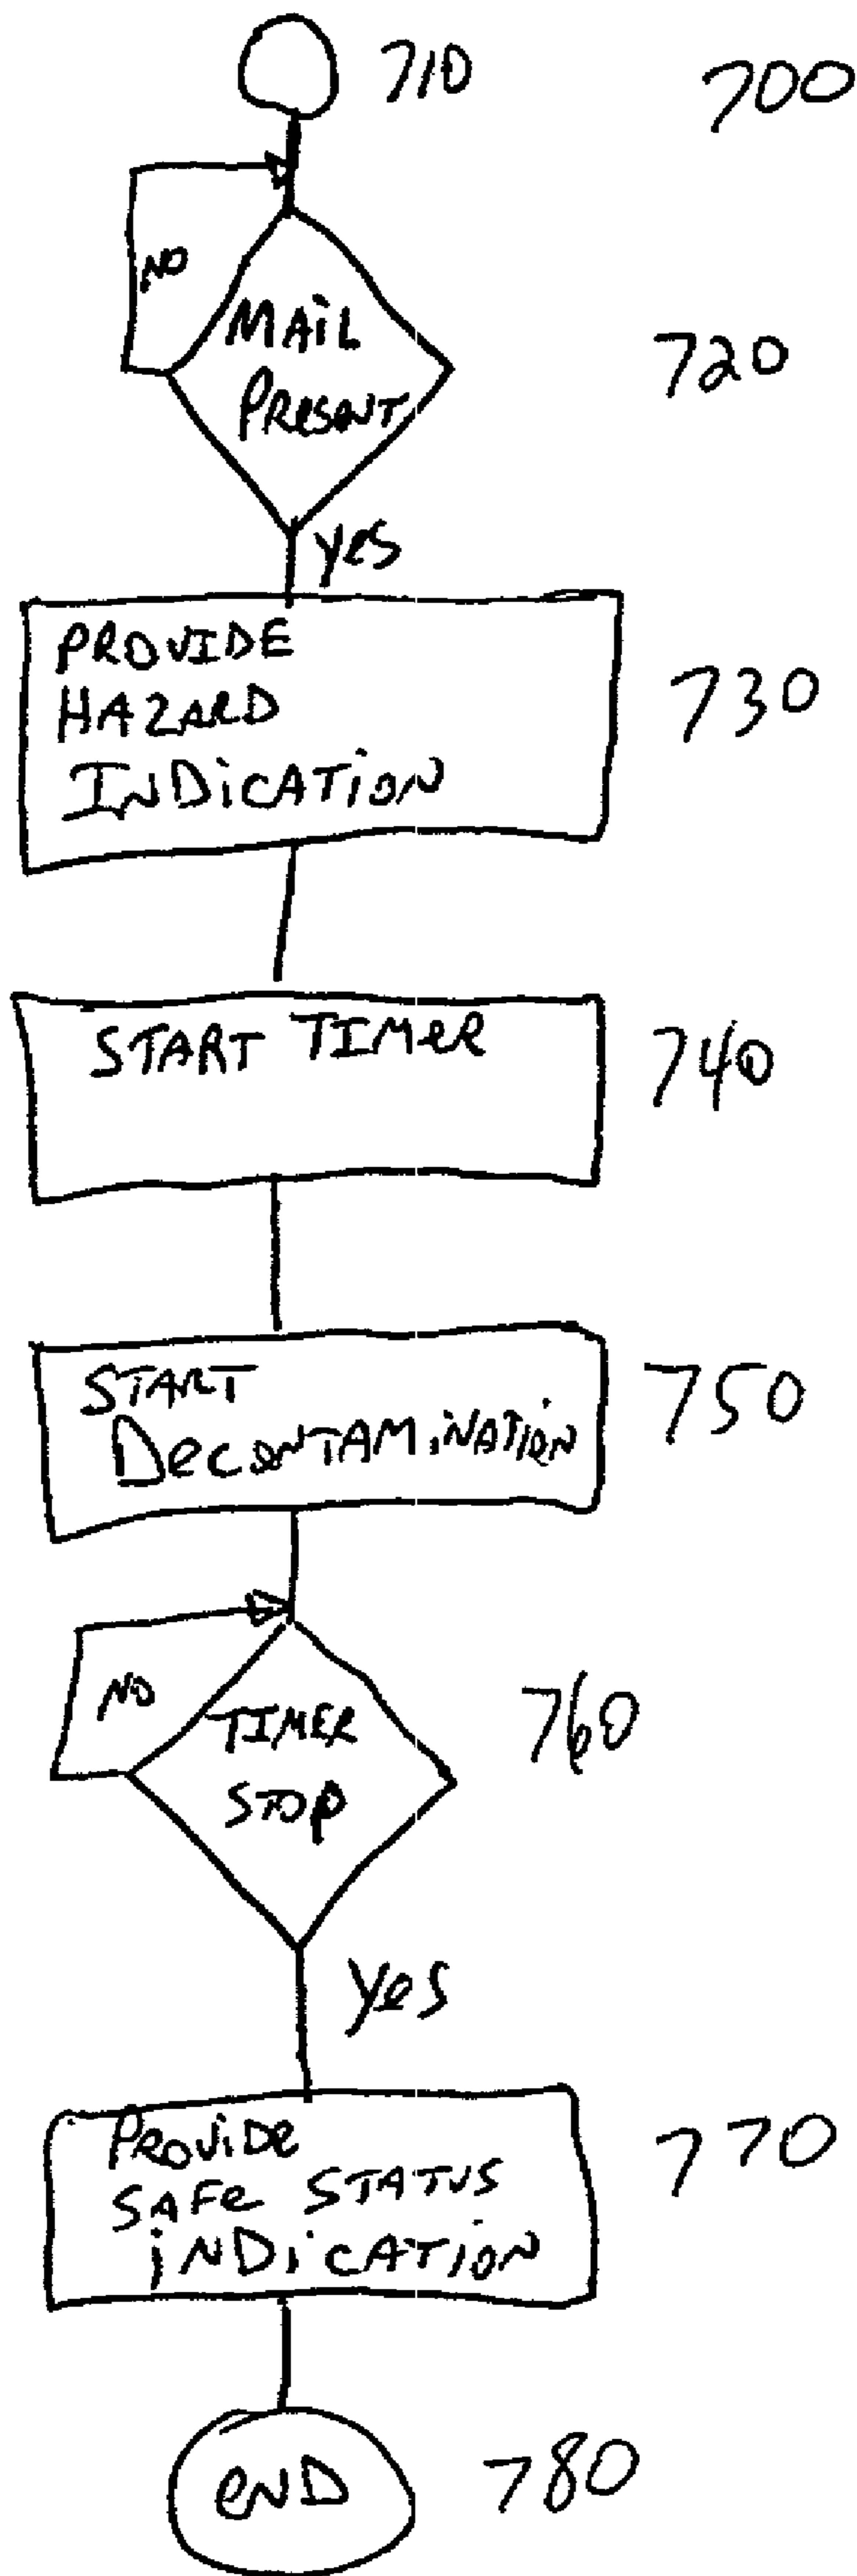 710
700
NO
MAIL
PRESENT
720
yes
PROVIDE
HAZARD
INDICATION
730
START TIMER
740
START
DECONTAMINATION
750
NO
TIMER
STOP
760
yes
PROVIDE
SAFE STATUS
INDICATION
770
END
780